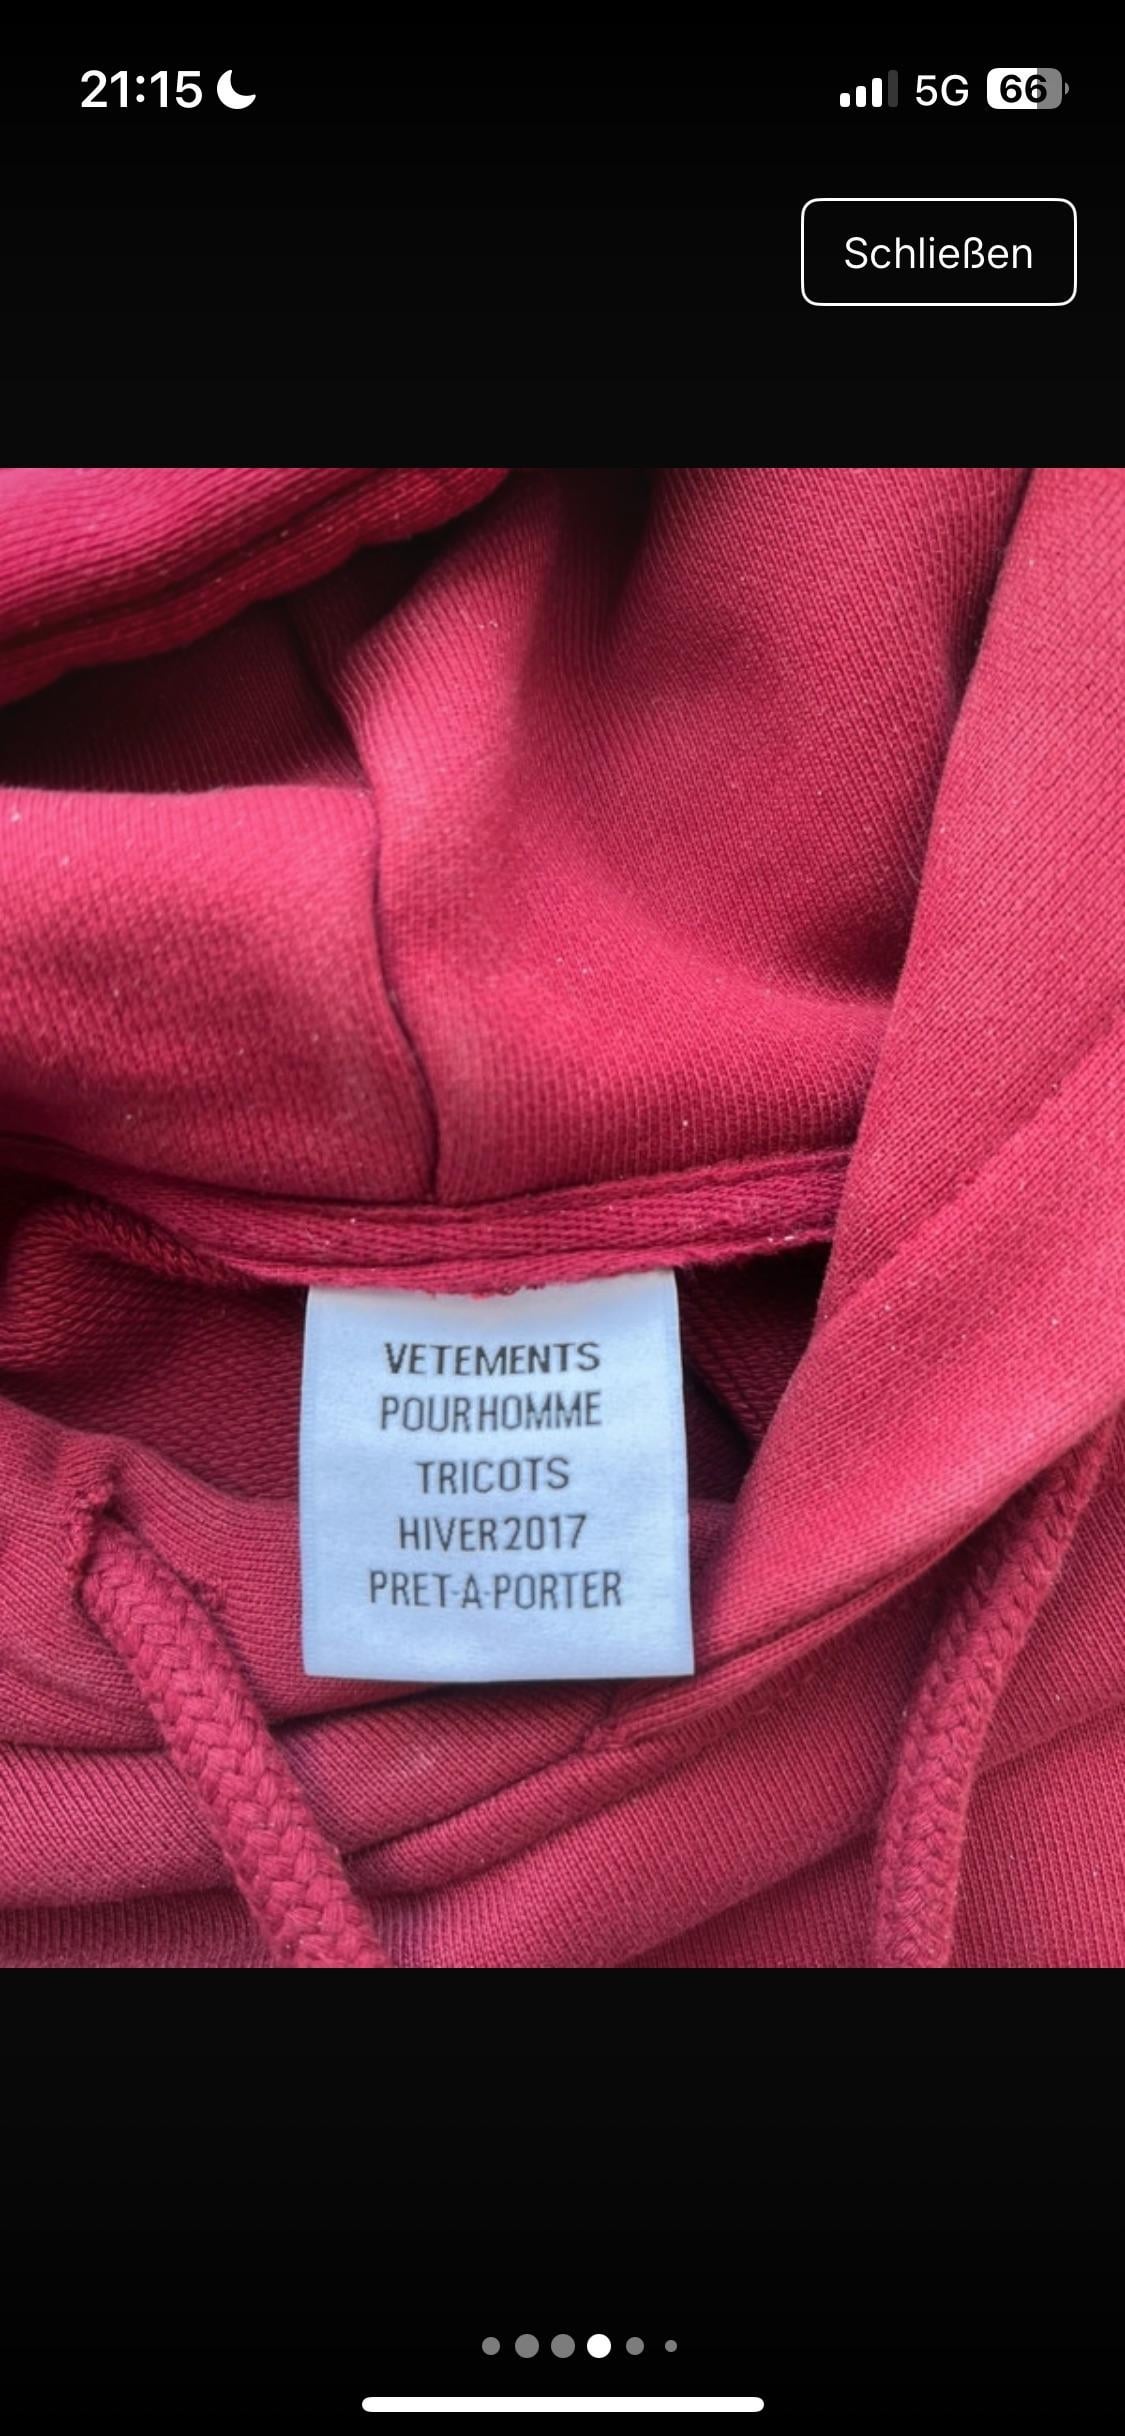 21:15
5G
66
Schließen
VETEMENTS
POUR HOMME
TRICOTS
HIVER 2017
PRET-A-PORTER